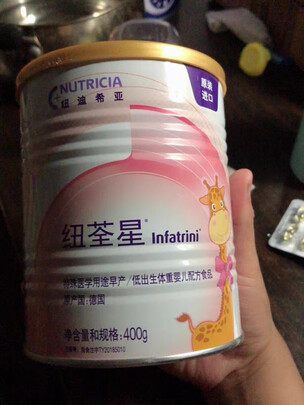 NUTRICIA
纽迪希亚
原装
进口
纽荃星® Infatrini®
特殊医学用途早产/低出生体重婴儿配方食品
原产国:德国
净含量和规格:400g